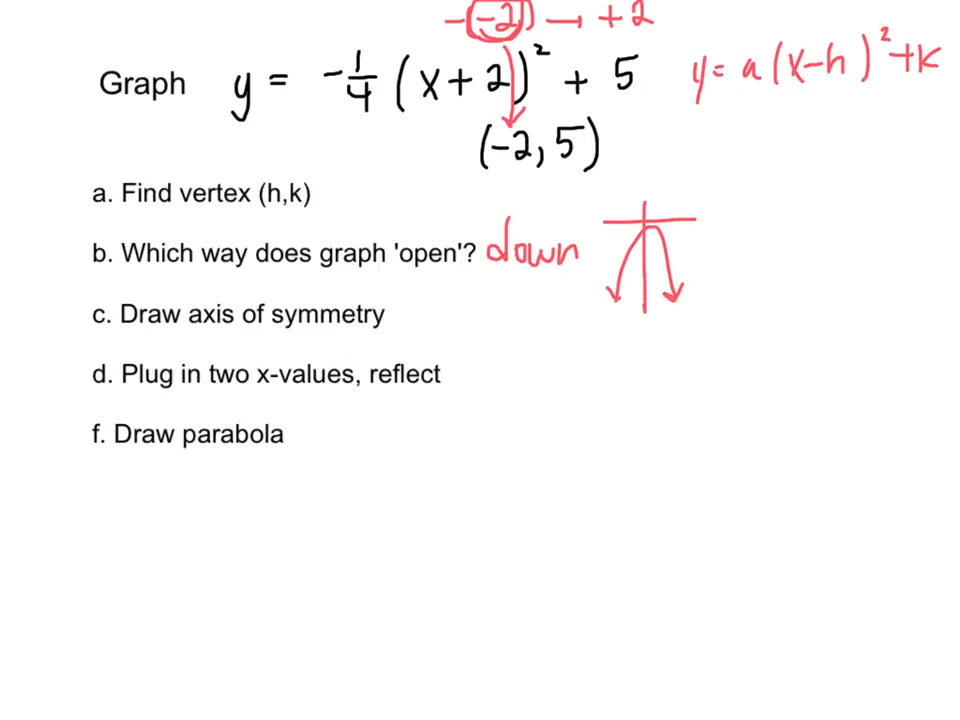 -(-2) → +2
Graph y = -1/4 (x+2)² + 5 y = a(x-h)² + k
(-2, 5)
a. Find vertex (h,k)
b. Which way does graph 'open'? down
c. Draw axis of symmetry
d. Plug in two x-values, reflect
f. Draw parabola